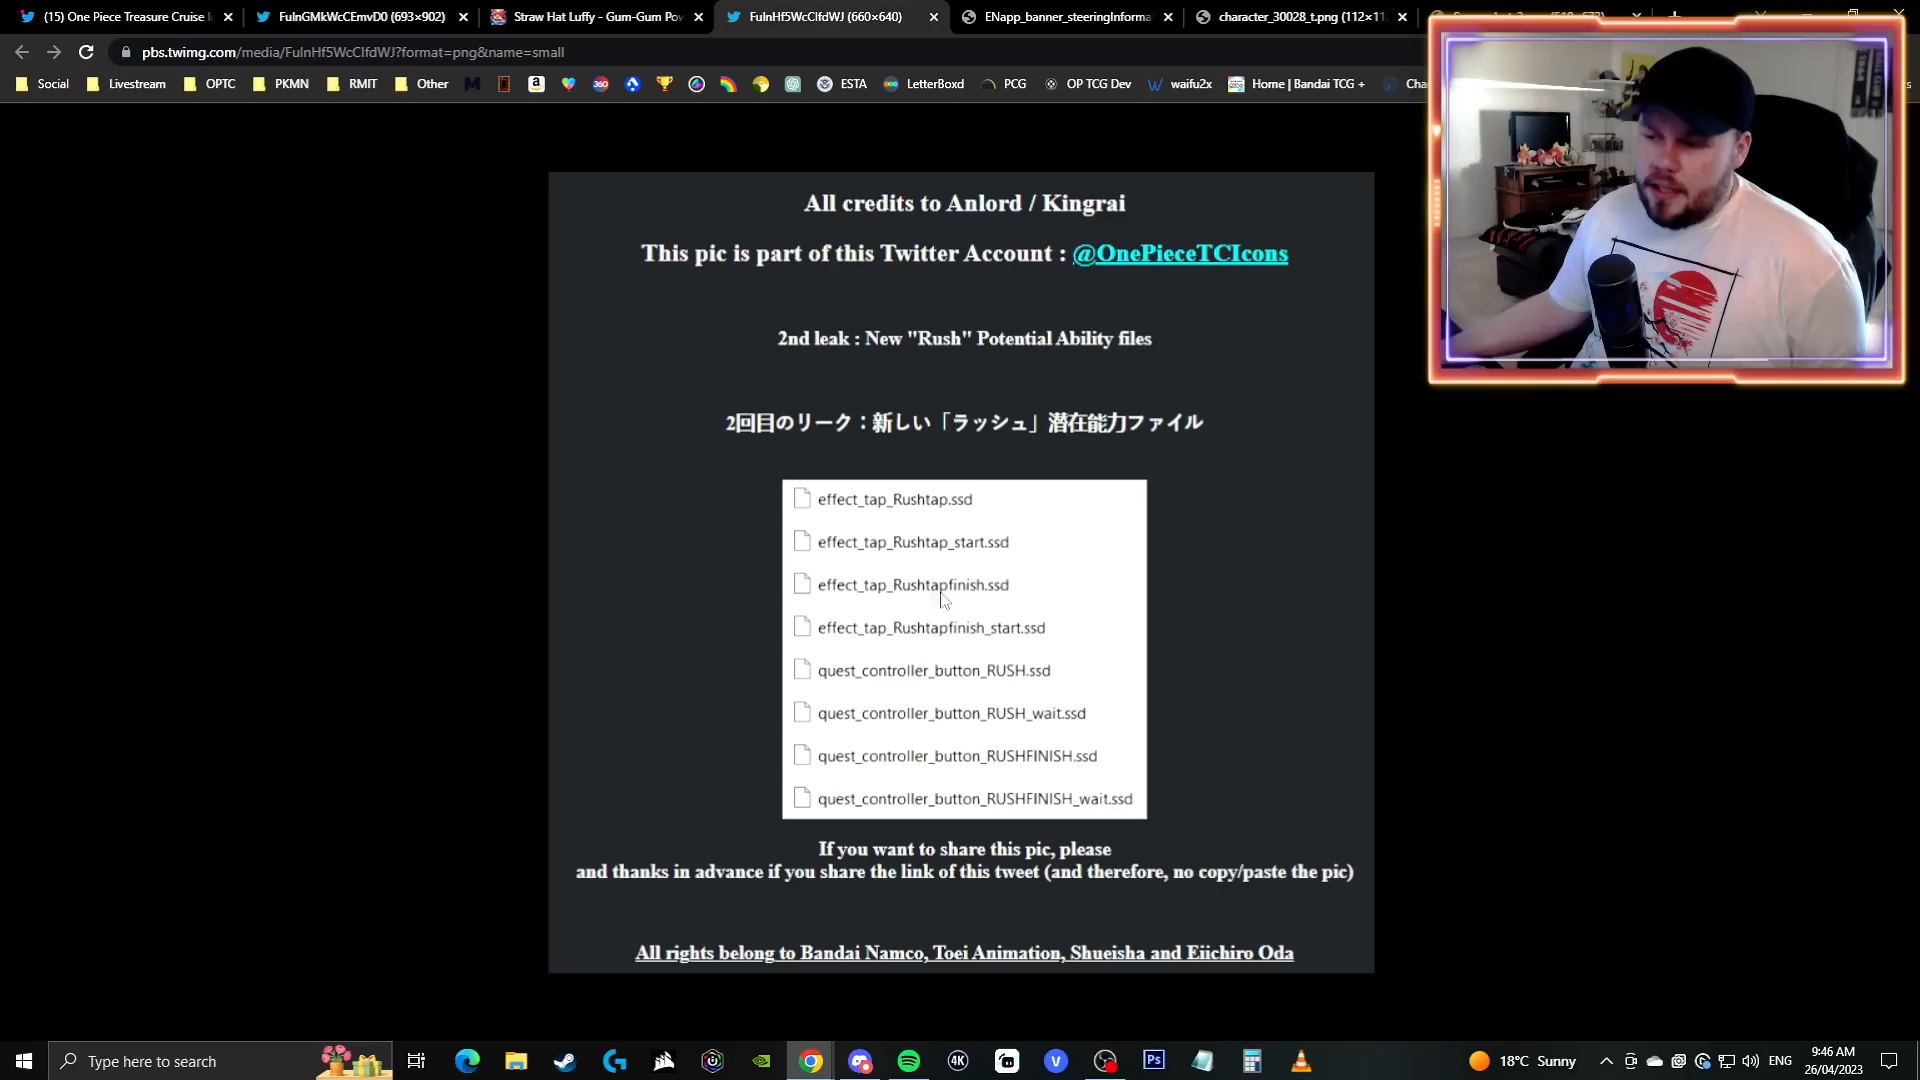 (15) One Piece Treasure Cruise
FulnGMkWcCEmvD0 (693×902)
Straw Hat Luffy - Gum-Gum Pow
FulnHf5WcClfdWJ (660×640)
ENapp_banner_steeringInforma
character_30028_t.png (112×11
pbs.twimg.com/media/FulnHf5WcClfdWJ?format=png&name=small
Social
Livestream
OPTC
PKMN
RMIT
Other
ESTA
LetterBoxd
PCG
OP TCG Dev
waifu2x
Home | Bandai TCG +
All credits to Anlord / Kingrai
This pic is part of this Twitter Account : @OnePieceTCIcons
2nd leak : New "Rush" Potential Ability files
2回目のリーク：新しい「ラッシュ」潜在能力ファイル
effect_tap_Rushtap.ssd
effect_tap_Rushtap_start.ssd
effect_tap_Rushtapfinish.ssd
effect_tap_Rushtapfinish_start.ssd
quest_controller_button_RUSH.ssd
quest_controller_button_RUSH_wait.ssd
quest_controller_button_RUSHFINISH.ssd
quest_controller_button_RUSHFINISH_wait.ssd
If you want to share this pic, please
and thanks in advance if you share the link of this tweet (and therefore, no copy/paste the pic)
All rights belong to Bandai Namco, Toei Animation, Shueisha and Eiichiro Oda
Type here to search
4K
Ps
18°C Sunny
ENG
9:46 AM
26/04/2023